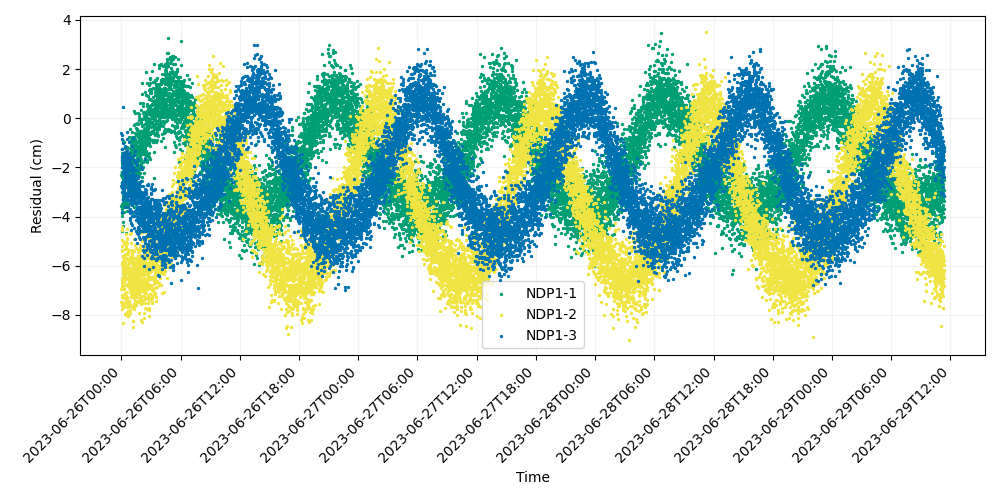 4
2
0
−2
−4
−6
−8
Residual (cm)
NDP1-1
NDP1-2
NDP1-3
2023-06-26T00:00
2023-06-26T06:00
2023-06-26T12:00
2023-06-26T18:00
2023-06-27T00:00
2023-06-27T06:00
2023-06-27T12:00
2023-06-27T18:00
2023-06-28T00:00
2023-06-28T06:00
2023-06-28T12:00
2023-06-28T18:00
2023-06-29T00:00
2023-06-29T06:00
2023-06-29T12:00
Time